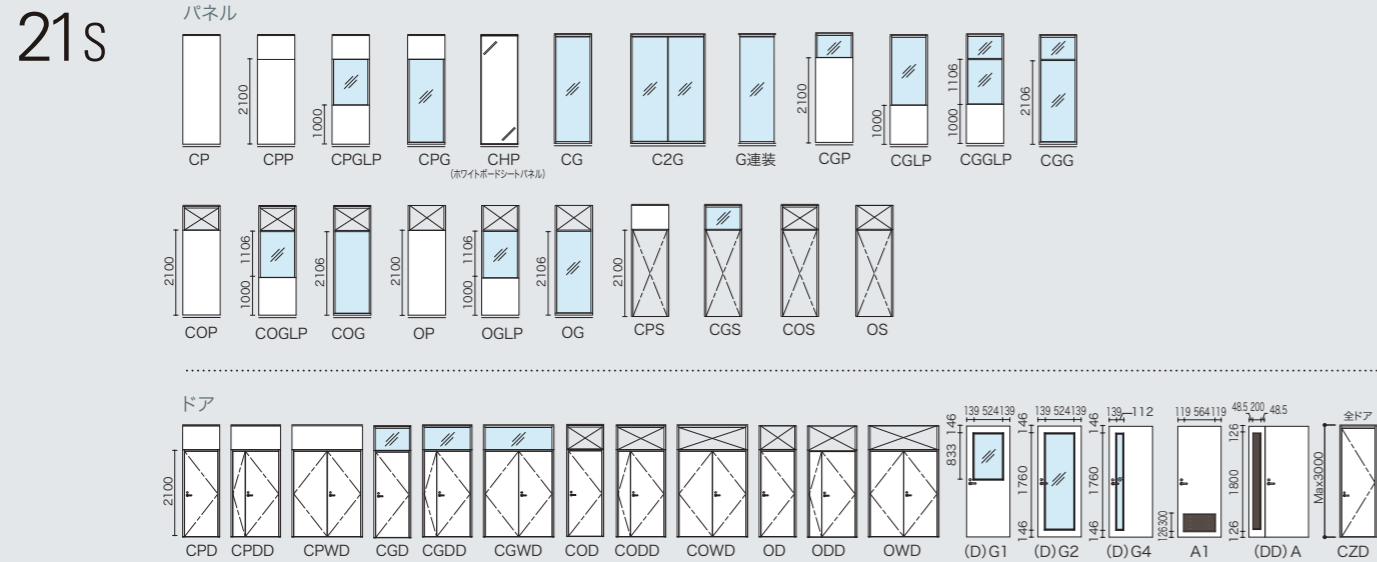 21S
パネル
2100
1000
2100
1000
1106
1000
2106
CP CPP CPGLP CPG CHP CG C2G G連装 CGP CGLP CGGLP CGG
(ホワイトボードシートパネル)
2100
1106
1000
2106
2100
1106
1000
2106
2100
COP COGLP COG OP OGLP OG CPS CGS COS OS
ドア
2100
146
833
139 524 139
146
1760
146
139 524 139
146
1760
146
139 112
119 564 119
126 300
48.5 200 48.5
126
1800
126
全ドア
Max3000
CPD CPDD CPWD CGD CGDD CGWD COD CODD COWD OD ODD OWD (D)G1 (D)G2 (D)G4 A1 (DD)A CZD